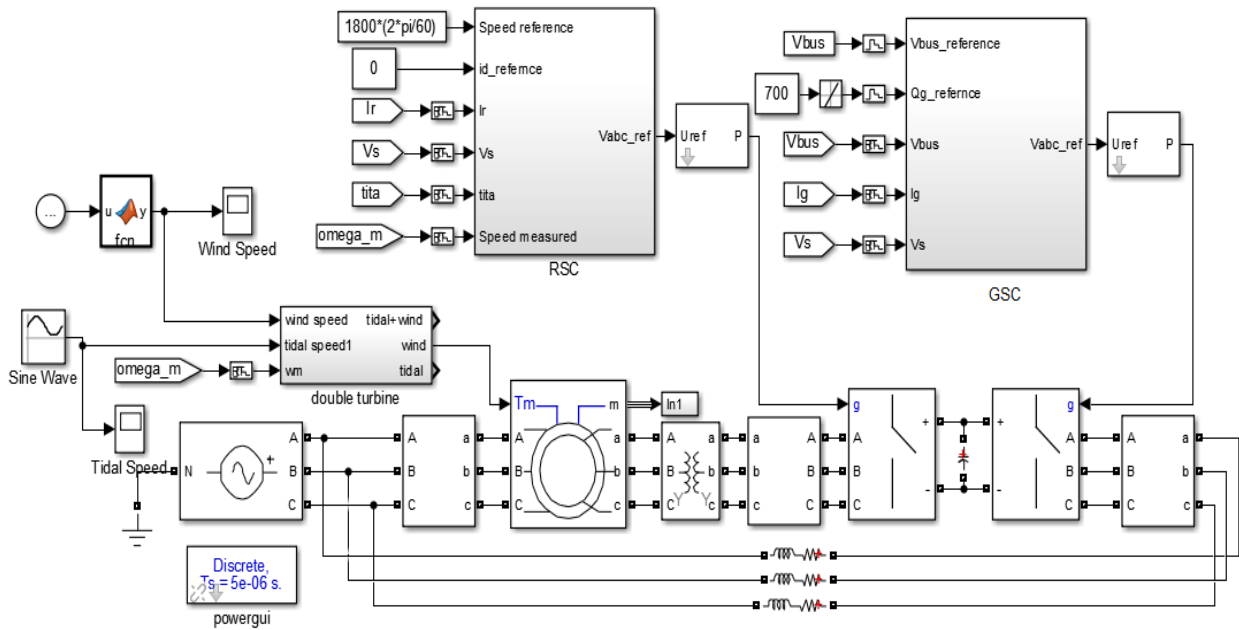 1800*(2*pi/60)
Speed reference
0
id_refernce
Ir
Ir
Vs
Vs
tita
tita
omega_m
Speed measured
Vabc_ref
RSC
Uref P
Vbus
Vbus_reference
700
Qg_refernce
Vbus
Vbus
Ig
Ig
Vs
Vs
Vabc_ref
GSC
Uref P
...
u y
fcn
Wind Speed
Sine Wave
Tidal Speed
wind speed tidal+wind
tidal speed1 wind
wm tidal
omega_m
double turbine
N
A
B
C
A a
B b
C c
Tm m
A a
B b
C c
In1
A a
B b
C c
Y Y
a A
b B
c C
g
A
B
C
+
-
g
+
-
A
B
C
A a
B b
C c
Discrete,
Ts = 5e-06 s.
powergui